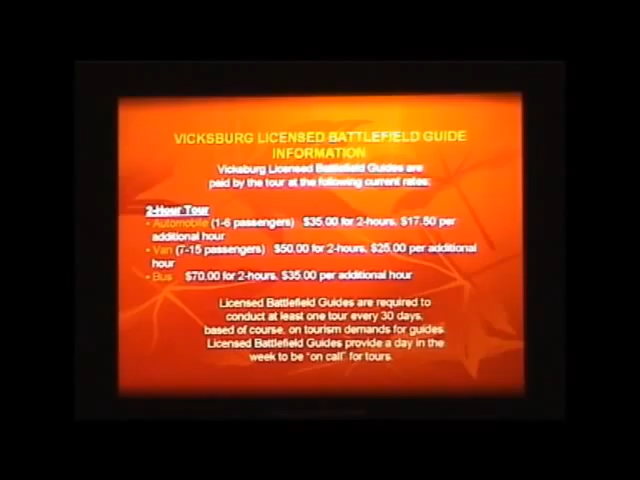 VICKSBURG LICENSED BATTLEFIELD GUIDE
INFORMATION
Vicksburg Licensed Battlefield Guides are
paid by the tour at the following current rates:
2-Hour Tour
• Automobile (1-6 passengers) $35.00 for 2-hours, $17.50 per
additional hour
• Van (7-15 passengers) $50.00 for 2-hours, $25.00 per additional
hour
• Bus $70.00 for 2-hours, $35.00 per additional hour
Licensed Battlefield Guides are required to
conduct at least one tour every 30 days,
based of course, on tourism demands for guides.
Licensed Battlefield Guides provide a day in the
week to be "on call" for tours.